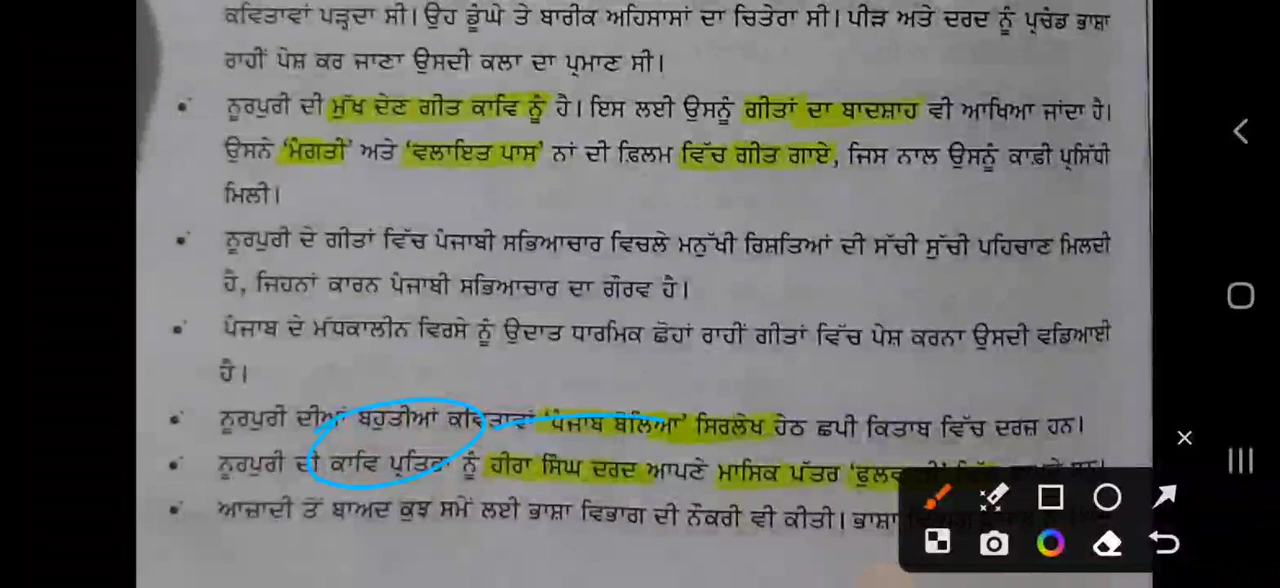 ਕਵਿਤਾਵਾਂ ਪੜ੍ਹਦਾ ਸੀ। ਉਹ ਡੂੰਘੇ ਤੇ ਬਾਰੀਕ ਅਹਿਸਾਸਾਂ ਦਾ ਚਿਤੇਰਾ ਸੀ। ਪੀੜ ਅਤੇ ਦਰਦ ਨੂੰ ਪ੍ਰਚੰਡ ਭਾਸ਼ਾ
ਰਾਹੀਂ ਪੇਸ਼ ਕਰ ਜਾਣਾ ਉਸਦੀ ਕਲਾ ਦਾ ਪ੍ਰਮਾਣ ਸੀ।
• ਨੂਰਪੁਰੀ ਦੀ ਮੁੱਖ ਦੇਣ ਗੀਤ ਕਾਵਿ ਨੂੰ ਹੈ। ਇਸ ਲਈ ਉਸਨੂੰ ਗੀਤਾਂ ਦਾ ਬਾਦਸ਼ਾਹ ਵੀ ਆਖਿਆ ਜਾਂਦਾ ਹੈ।
ਉਸਨੇ 'ਮੰਗਤੀ' ਅਤੇ 'ਵਲਾਇਤ ਪਾਸ' ਨਾਂ ਦੀ ਫ਼ਿਲਮ ਵਿੱਚ ਗੀਤ ਗਾਏ, ਜਿਸ ਨਾਲ ਉਸਨੂੰ ਕਾਫ਼ੀ ਪ੍ਰਸਿੱਧੀ
ਮਿਲੀ।
• ਨੂਰਪੁਰੀ ਦੇ ਗੀਤਾਂ ਵਿੱਚ ਪੰਜਾਬੀ ਸਭਿਆਚਾਰ ਵਿਚਲੇ ਮਨੁੱਖੀ ਰਿਸ਼ਤਿਆਂ ਦੀ ਸੱਚੀ ਸੁੱਚੀ ਪਹਿਚਾਣ ਮਿਲਦੀ
ਹੈ, ਜਿਹਨਾਂ ਕਾਰਨ ਪੰਜਾਬੀ ਸਭਿਆਚਾਰ ਦਾ ਗੌਰਵ ਹੈ।
• ਪੰਜਾਬ ਦੇ ਮੱਧਕਾਲੀਨ ਵਿਰਸੇ ਨੂੰ ਉਦਾਤ ਧਾਰਮਿਕ ਛੋਹਾਂ ਰਾਹੀਂ ਗੀਤਾਂ ਵਿੱਚ ਪੇਸ਼ ਕਰਨਾ ਉਸਦੀ ਵਡਿਆਈ
ਹੈ।
• ਨੂਰਪੁਰੀ ਦੀਆਂ ਬਹੁਤੀਆਂ ਕਵਿਤਾਵਾਂ 'ਪੰਜਾਬ ਬੋਲਿਆ' ਸਿਰਲੇਖ ਹੇਠ ਛਪੀ ਕਿਤਾਬ ਵਿੱਚ ਦਰਜ਼ ਹਨ।
• ਨੂਰਪੁਰੀ ਦੀ ਕਾਵਿ ਪ੍ਰਤਿਭਾ ਨੂੰ ਹੀਰਾ ਸਿੰਘ ਦਰਦ ਆਪਣੇ ਮਾਸਿਕ ਪੱਤਰ
• ਆਜ਼ਾਦੀ ਤੋਂ ਬਾਅਦ ਕੁਝ ਸਮੇਂ ਲਈ ਭਾਸ਼ਾ ਵਿਭਾਗ ਦੀ ਨੌਕਰੀ ਵੀ ਕੀਤੀ। ਭਾਸ਼ਾ